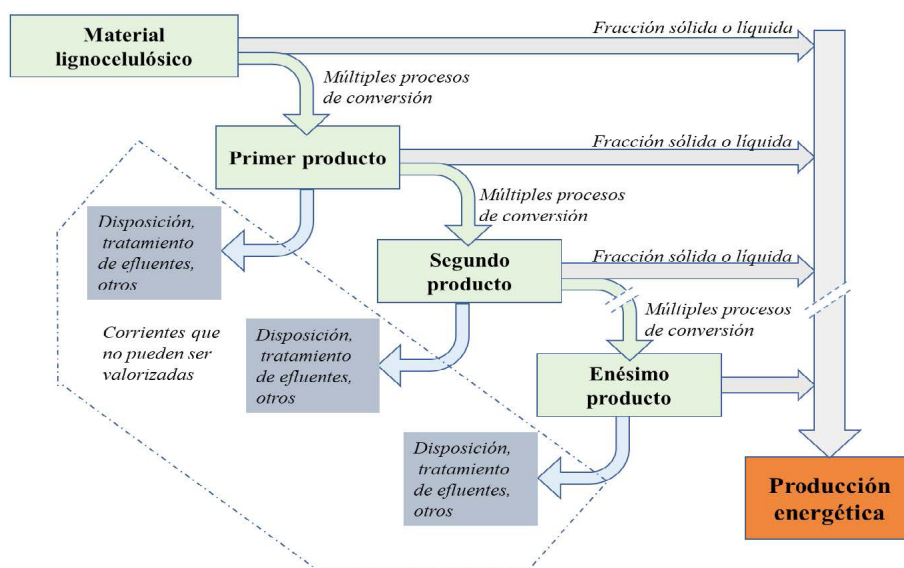 Material
lignocelulósico
Fracción sólida o líquida
Múltiples procesos
de conversión
Primer producto
Fracción sólida o líquida
Múltiples procesos
de conversión
Disposición,
tratamiento
de efluentes,
otros
Segundo
producto
Fracción sólida o líquida
Múltiples procesos
de conversión
Corrientes que
no pueden ser
valorizadas
Disposición,
tratamiento
de efluentes,
otros
Enésimo
producto
Disposición,
tratamiento
de efluentes,
otros
Producción
energética